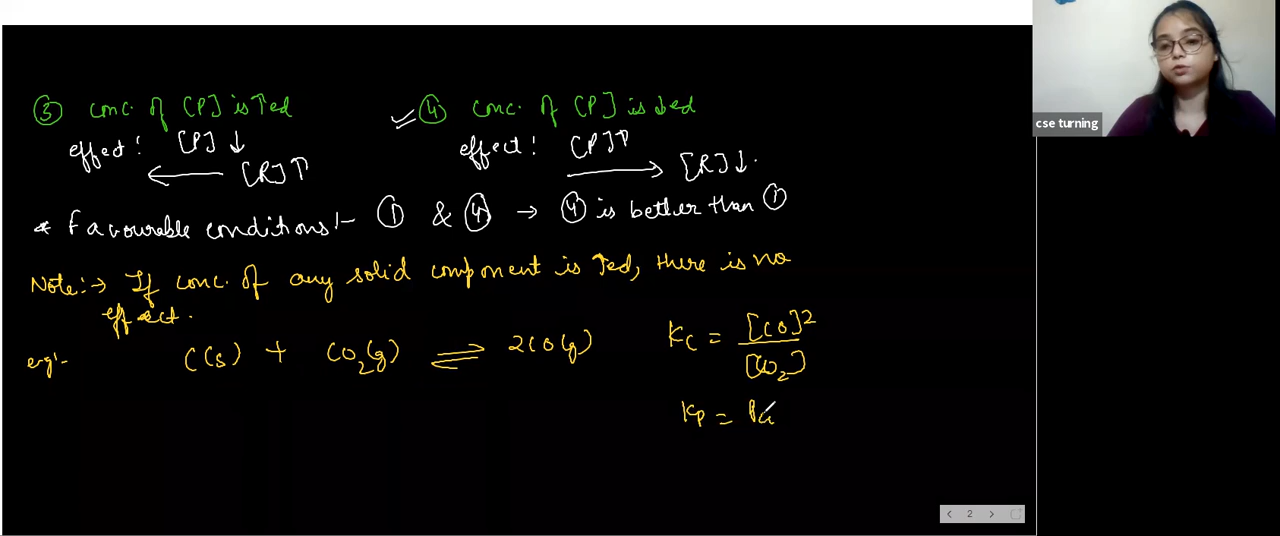 ③ conc. of [P] is ↑ed
effect: [P] ↓
← [R] ↑
④ conc. of [P] is ↓ed
effect: [P] ↑
→ [R] ↓.
* Favourable conditions:- ① & ④ → ④ is better than ①
Note:→ If conc. of any solid component is ↑ed, there is no
effect.
eg:- C(s) + CO₂(g) ⇌ 2CO(g)
Kc = [CO]² / [CO₂]
Kp =
cse turning
2